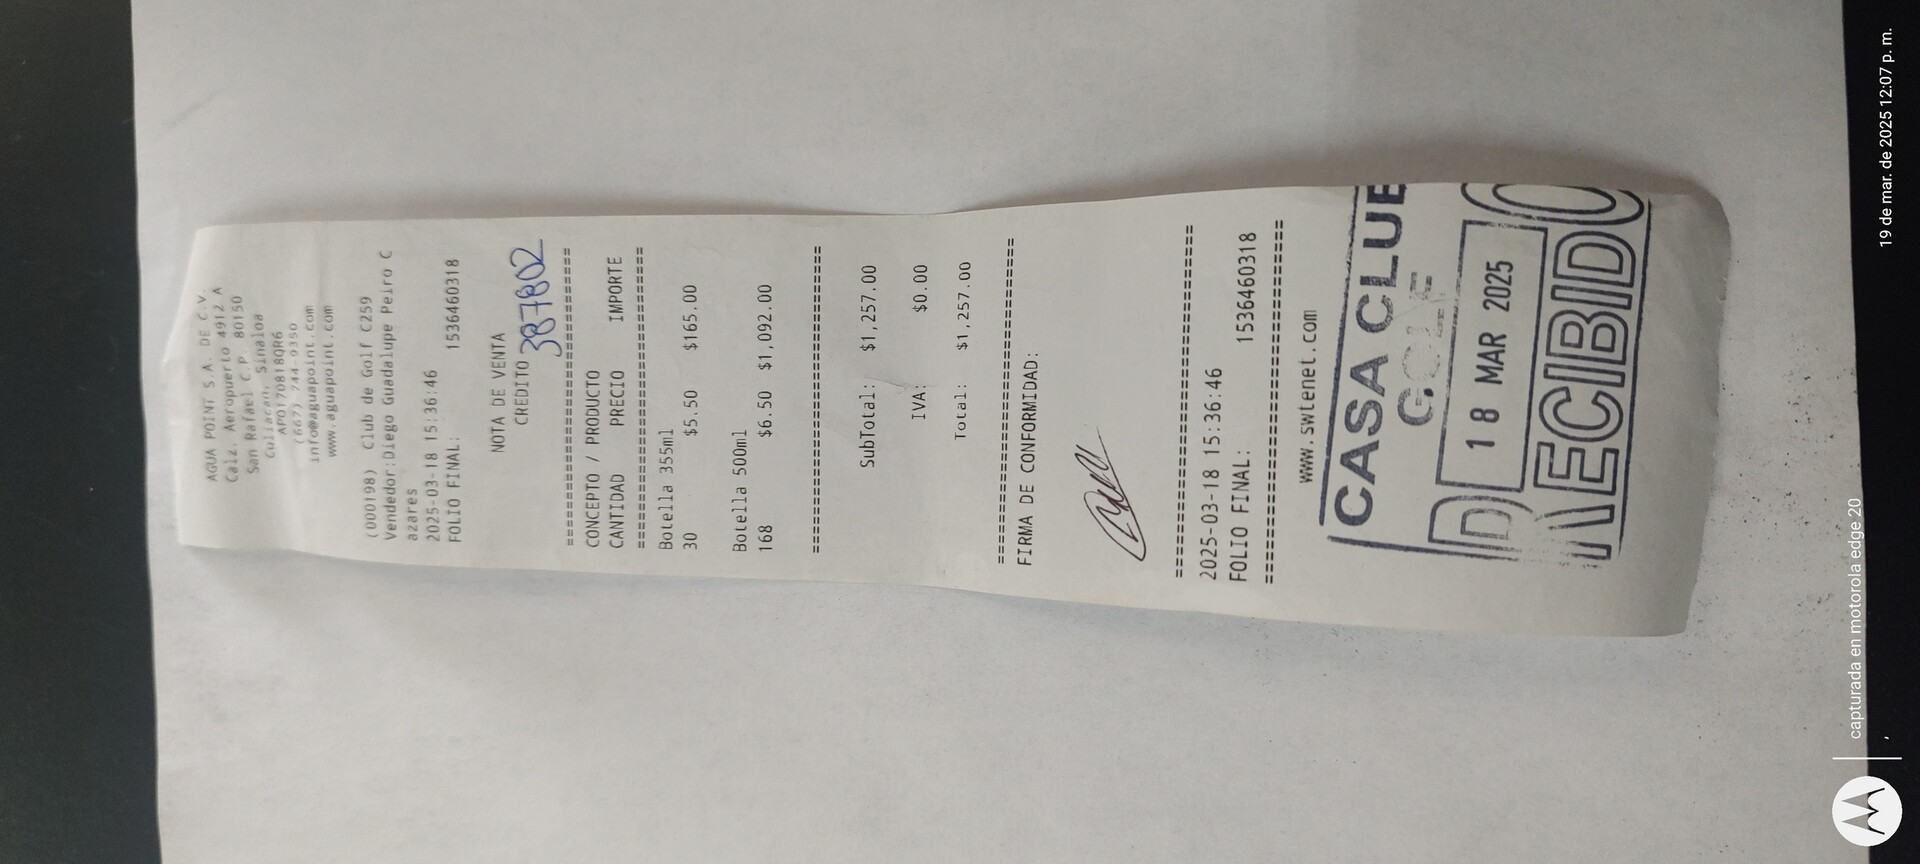 AGUA POINT S.A. DE C.V.
Calz. Aeropuerto 4912 A
San Rafael C.P. 80150
Culiacan, Sinaloa
APO170818QR6
(667) 744-9350
info@aguapoint.com
www.aguapoint.com
(000198) Club de Golf C259
Vendedor:Diego Guadalupe Peiro C
azares
2025-03-18 15:36:46
FOLIO FINAL: 1536460318
NOTA DE VENTA
CREDITO
387802
================================
CONCEPTO / PRODUCTO
CANTIDAD PRECIO IMPORTE
================================
Botella 355ml
30 $5.50 $165.00
Botella 500ml
168 $6.50 $1,092.00
================================
SubTotal: $1,257.00
IVA: $0.00
Total: $1,257.00
================================
FIRMA DE CONFORMIDAD:
================================
2025-03-18 15:36:46
FOLIO FINAL: 1536460318
================================
www.swtenet.com
CASA CLUB
GOLF
18 MAR 2025
RECIBIDO
capturada en motorola edge 20
19 de mar. de 2025 12:07 p. m.